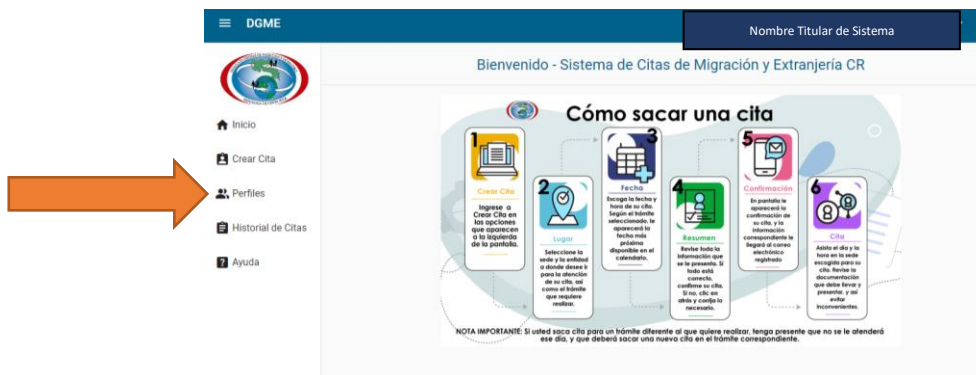 DGME
Nombre Titular de Sistema
Bienvenido - Sistema de Citas de Migración y Extranjería CR
Inicio
Crear Cita
Perfiles
Historial de Citas
Ayuda
Cómo sacar una cita
1
Crear Cita
Ingrese a
Crear Cita en
las opciones
que aparecen
a la izquierda
de la pantalla.
2
Lugar
Seleccione la
sede y la entidad
a donde desee ir
para la atención
de su cita, así
como el trámite
que requiere
realizar.
3
Fecha
Escoga la fecha y
hora de su cita.
Según el trámite
seleccionado, le
aparecerá la
fecha más
próxima
disponible en el
calendario.
4
Resumen
Revise toda la
información que
se le presenta. Si
todo está
correcto,
confirme su cita.
Si no, clic en
atrás y corrija lo
necesario.
5
Confirmación
En pantalla le
aparecerá la
confirmación de
su cita, y la
información
correspondiente le
llegará al correo
electrónico
registrado
6
Cita
Asista el día y la
hora en la sede
escogida para su
cita. Revise la
documentación
que debe llevar y
presentar, y así
evitar
inconvenientes.
NOTA IMPORTANTE: Si usted saca cita para un trámite diferente al que quiere realizar, tenga presente que no se le atenderá
ese día, y que deberá sacar una nueva cita en el trámite correspondiente.